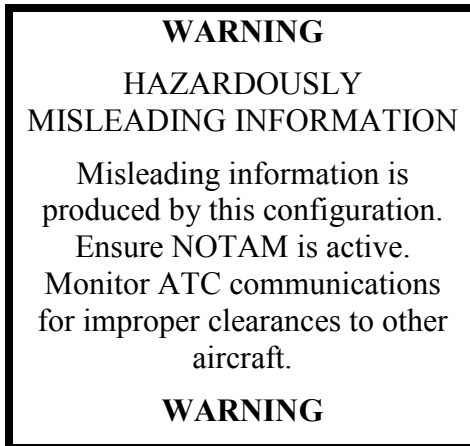 WARNING
HAZARDOUSLY
MISLEADING INFORMATION
Misleading information is
produced by this configuration.
Ensure NOTAM is active.
Monitor ATC communications
for improper clearances to other
aircraft.
WARNING